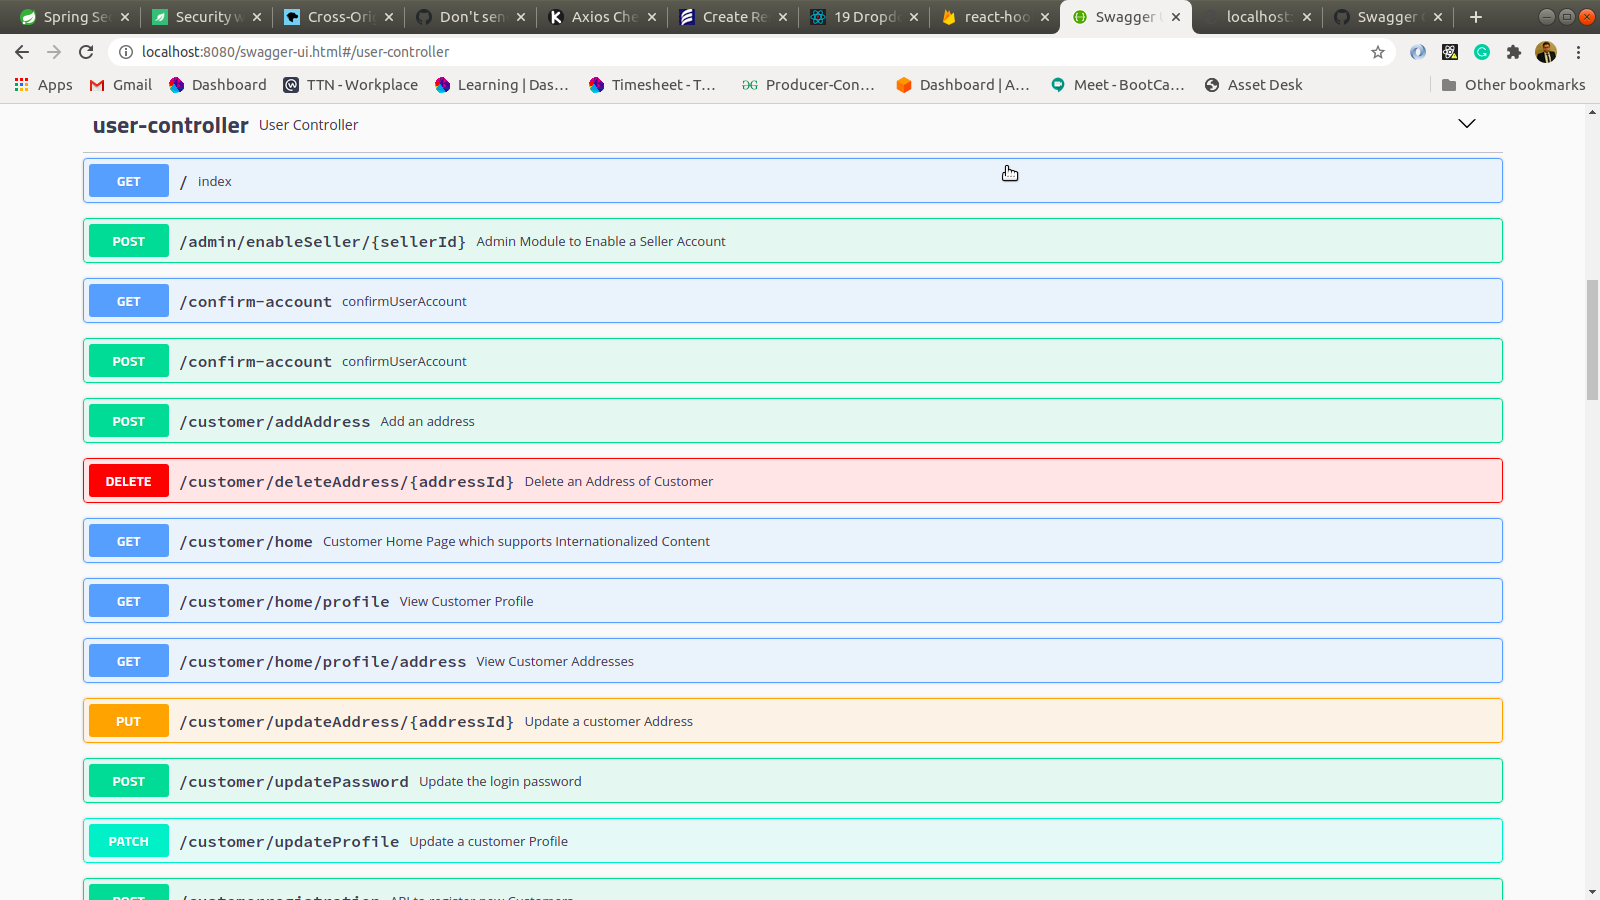 Spring Se
Security w
Cross-Ori
Don't sen
Axios Che
Create Re
19 Dropd
react-hoo
Swagger
localhost:
Swagger
localhost:8080/swagger-ui.html#/user-controller
Apps
Gmail
Dashboard
TTN - Workplace
Learning | Das...
Timesheet - T...
Producer-Con...
Dashboard | A...
Meet - BootCa...
Asset Desk
Other bookmarks
user-controller User Controller
GET / index
POST /admin/enableSeller/{sellerId} Admin Module to Enable a Seller Account
GET /confirm-account confirmUserAccount
POST /confirm-account confirmUserAccount
POST /customer/addAddress Add an address
DELETE /customer/deleteAddress/{addressId} Delete an Address of Customer
GET /customer/home Customer Home Page which supports Internationalized Content
GET /customer/home/profile View Customer Profile
GET /customer/home/profile/address View Customer Addresses
PUT /customer/updateAddress/{addressId} Update a customer Address
POST /customer/updatePassword Update the login password
PATCH /customer/updateProfile Update a customer Profile
POST